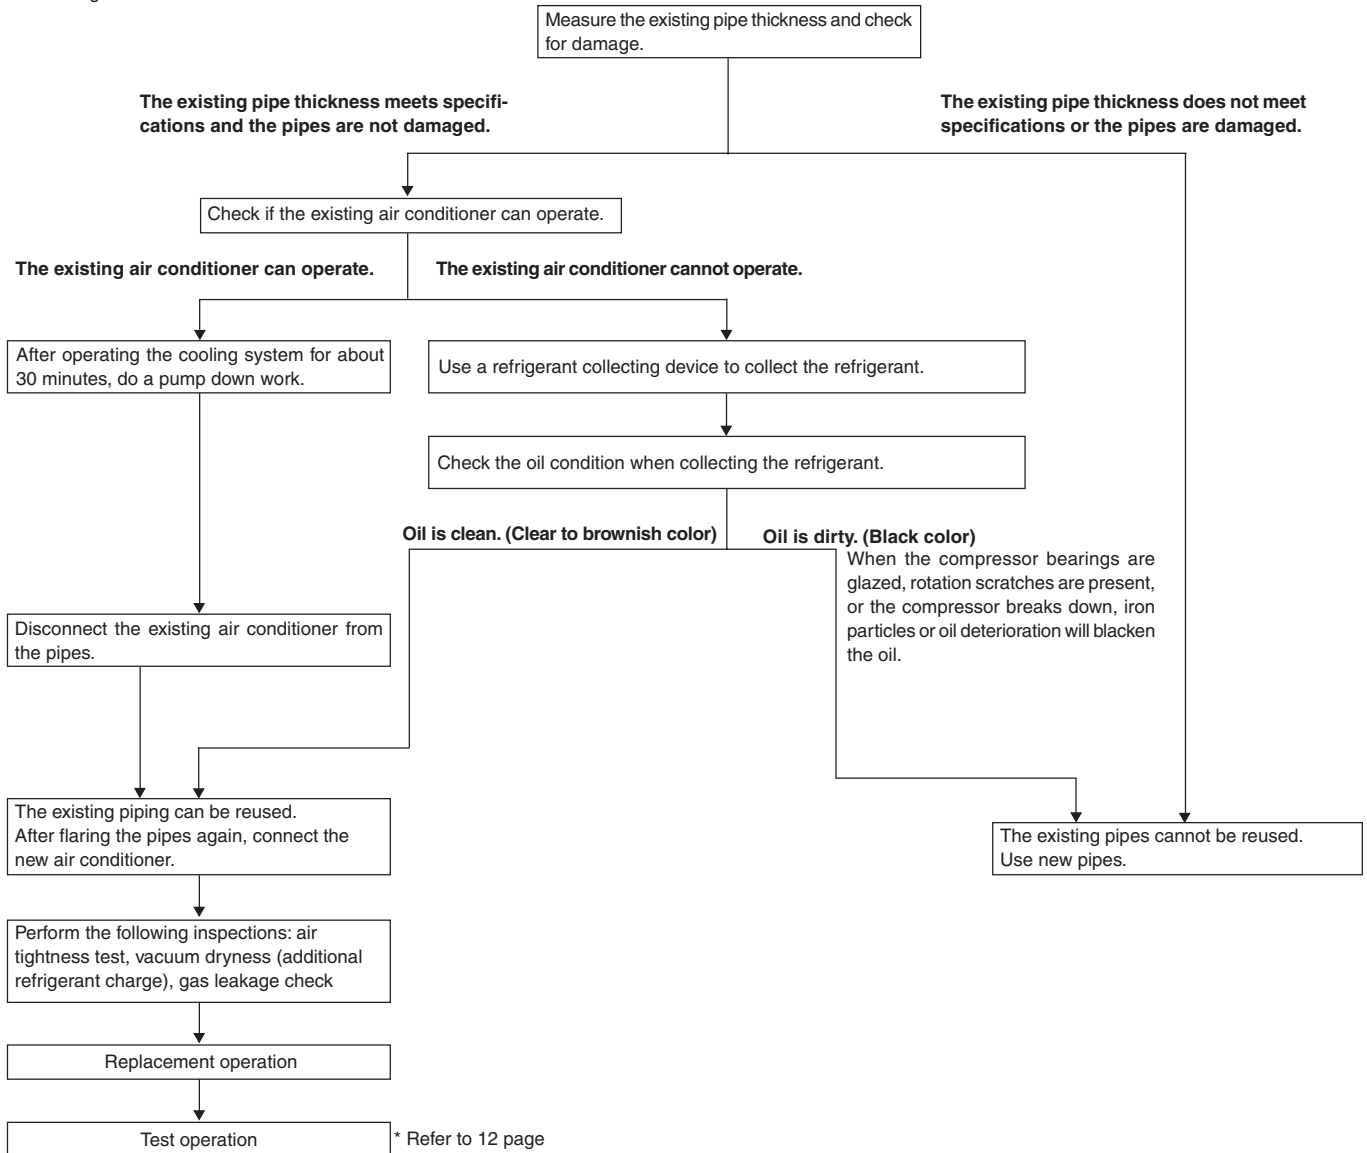 Measure the existing pipe thickness and check
for damage.
The existing pipe thickness meets specifi-
cations and the pipes are not damaged.
The existing pipe thickness does not meet
specifications or the pipes are damaged.
Check if the existing air conditioner can operate.
The existing air conditioner can operate.
The existing air conditioner cannot operate.
After operating the cooling system for about
30 minutes, do a pump down work.
Use a refrigerant collecting device to collect the refrigerant.
Check the oil condition when collecting the refrigerant.
Oil is clean. (Clear to brownish color)
Oil is dirty. (Black color)
When the compressor bearings are
glazed, rotation scratches are present,
or the compressor breaks down, iron
particles or oil deterioration will blacken
the oil.
Disconnect the existing air conditioner from
the pipes.
The existing piping can be reused.
After flaring the pipes again, connect the
new air conditioner.
The existing pipes cannot be reused.
Use new pipes.
Perform the following inspections: air
tightness test, vacuum dryness (additional
refrigerant charge), gas leakage check
Replacement operation
Test operation
* Refer to 12 page